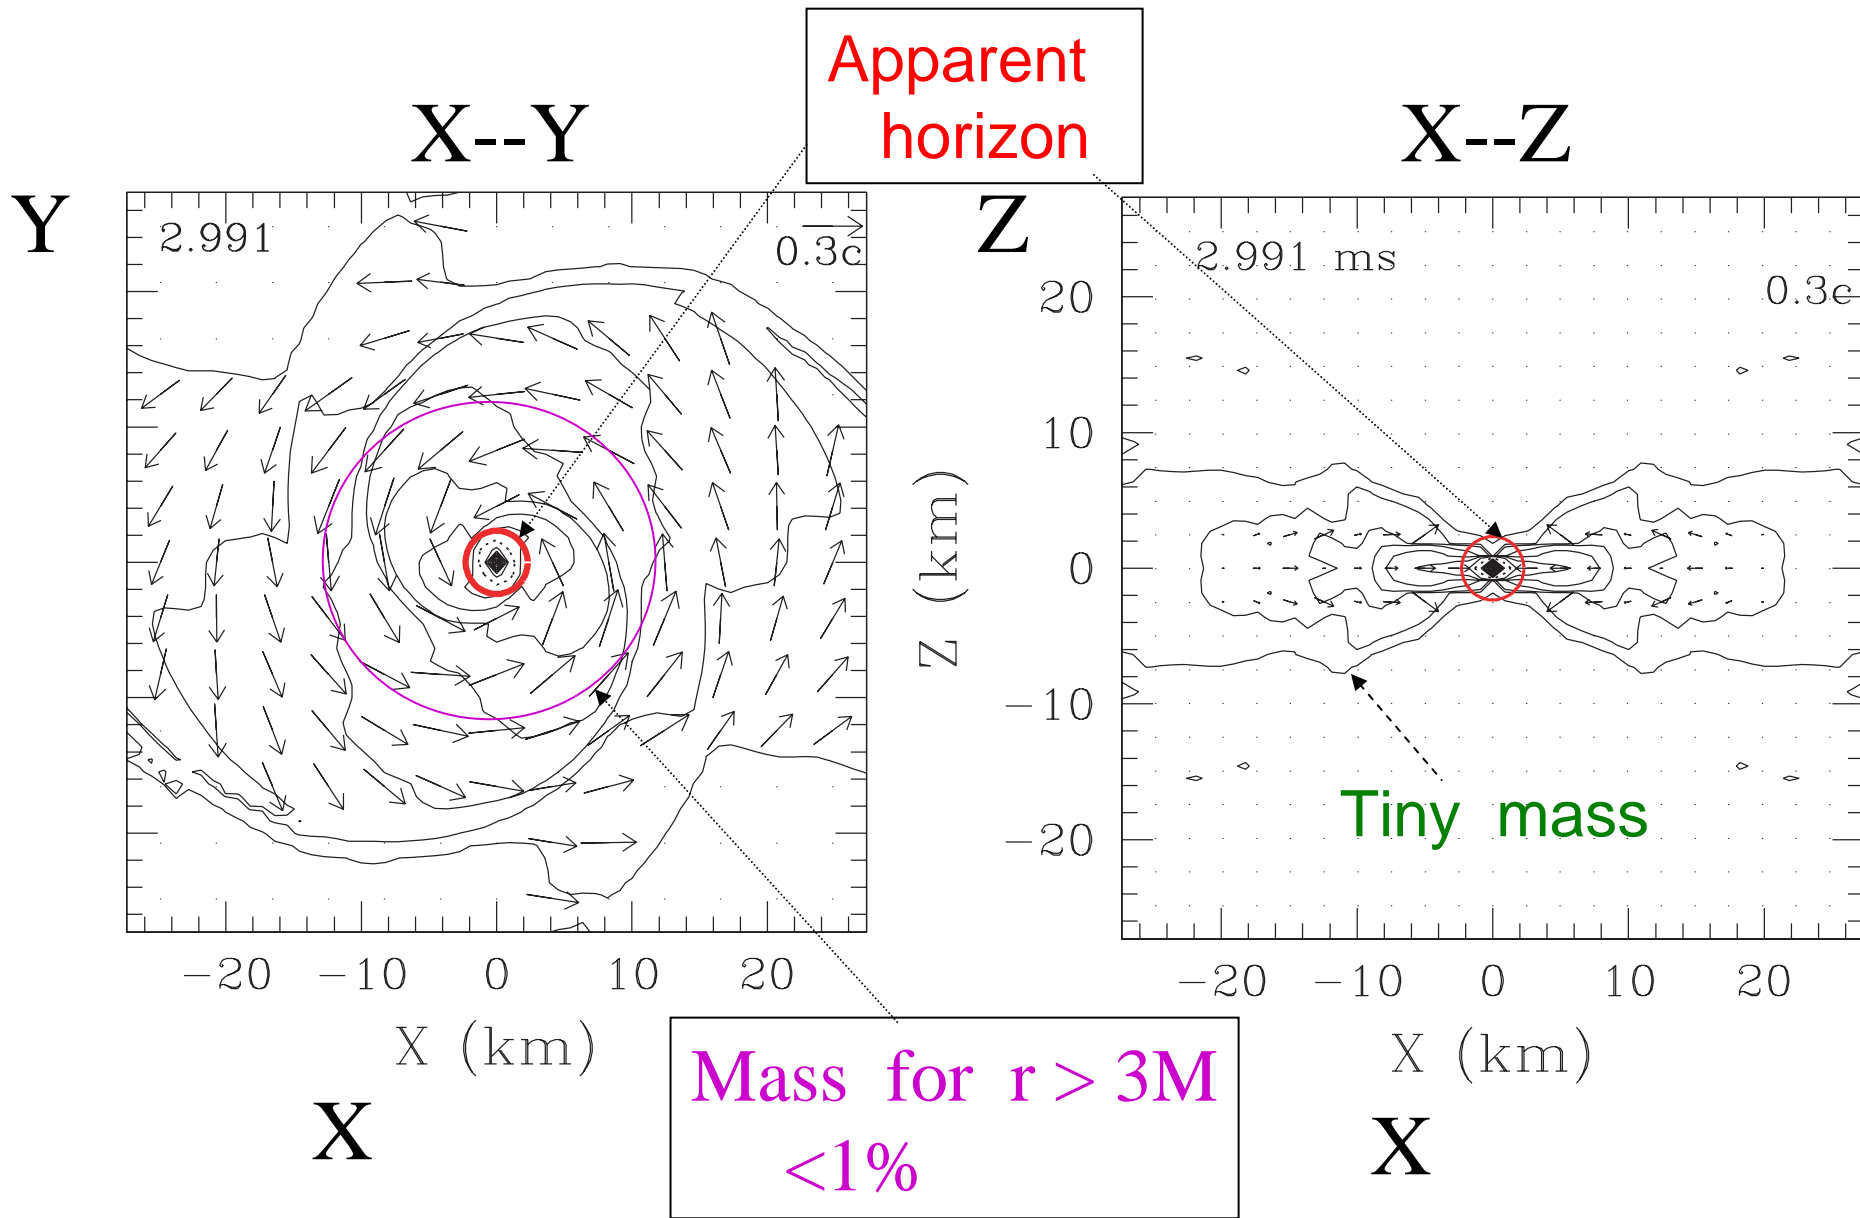 Apparent
horizon
X--Y
X--Z
Y
Z
2.991
0.3c
2.991 ms
0.3c
20
10
0
-10
-20
Z (km)
Tiny mass
-20 -10 0 10 20
X (km)
-20 -10 0 10 20
X (km)
Mass for r > 3M
<1%
X
X